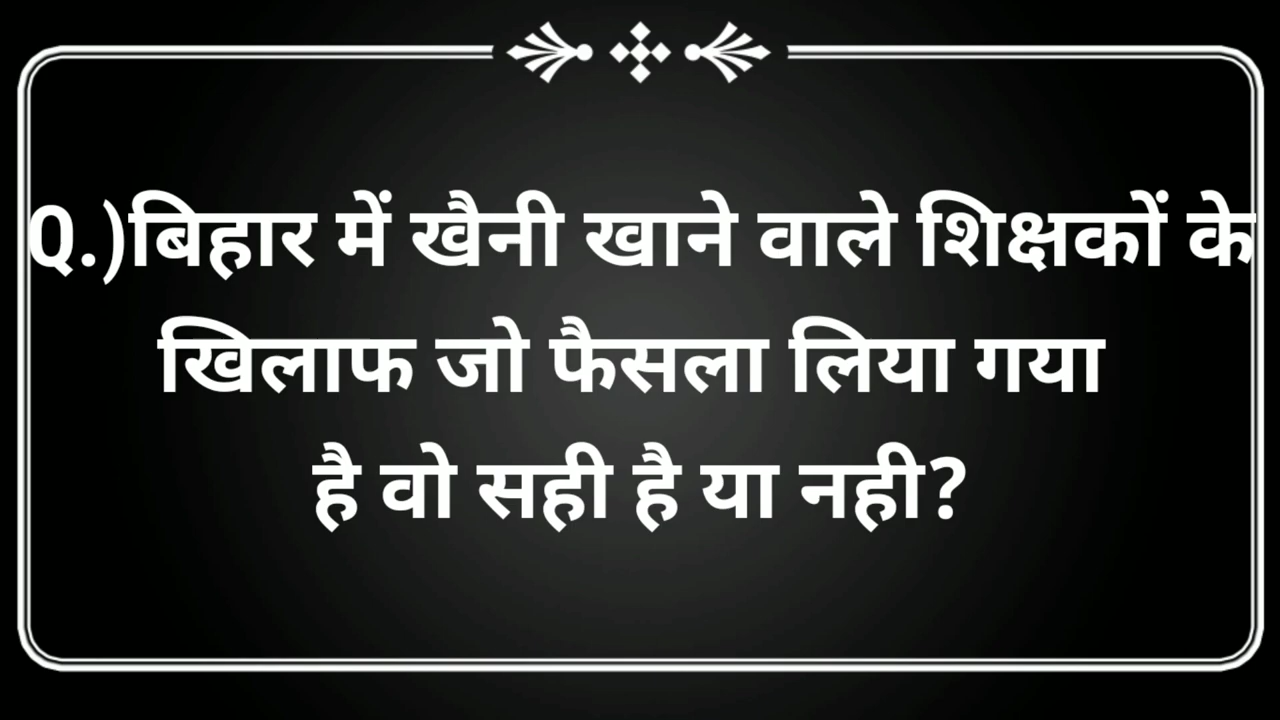 Q.)बिहार में खैनी खाने वाले शिक्षकों के
खिलाफ जो फैसला लिया गया
है वो सही है या नही?